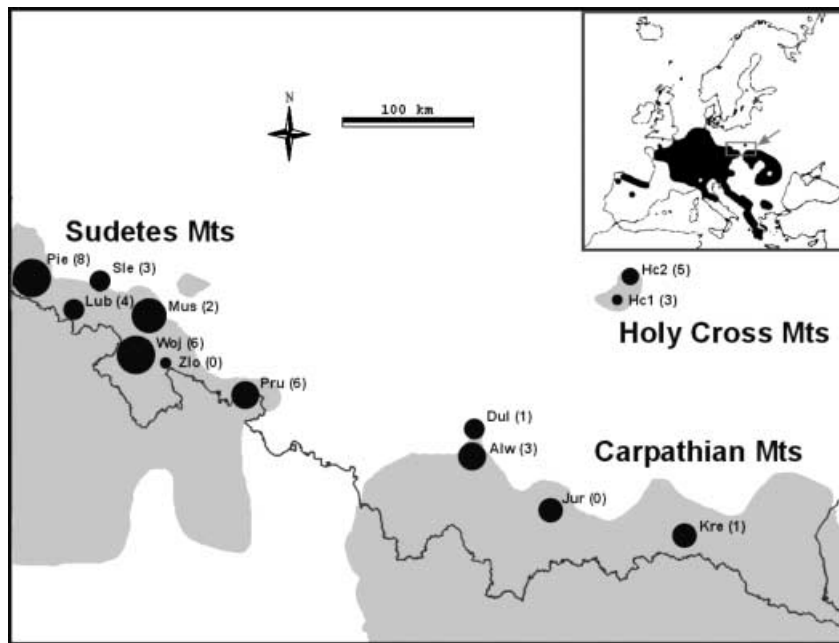 N
100 km
Sudetes Mts
Pie (8)
Sle (3)
Lub (4)
Mus (2)
Woj (6)
Zlo (0)
Pru (6)
Hc2 (5)
Hc1 (3)
Holy Cross Mts
Dul (1)
Alw (3)
Carpathian Mts
Jur (0)
Kre (1)